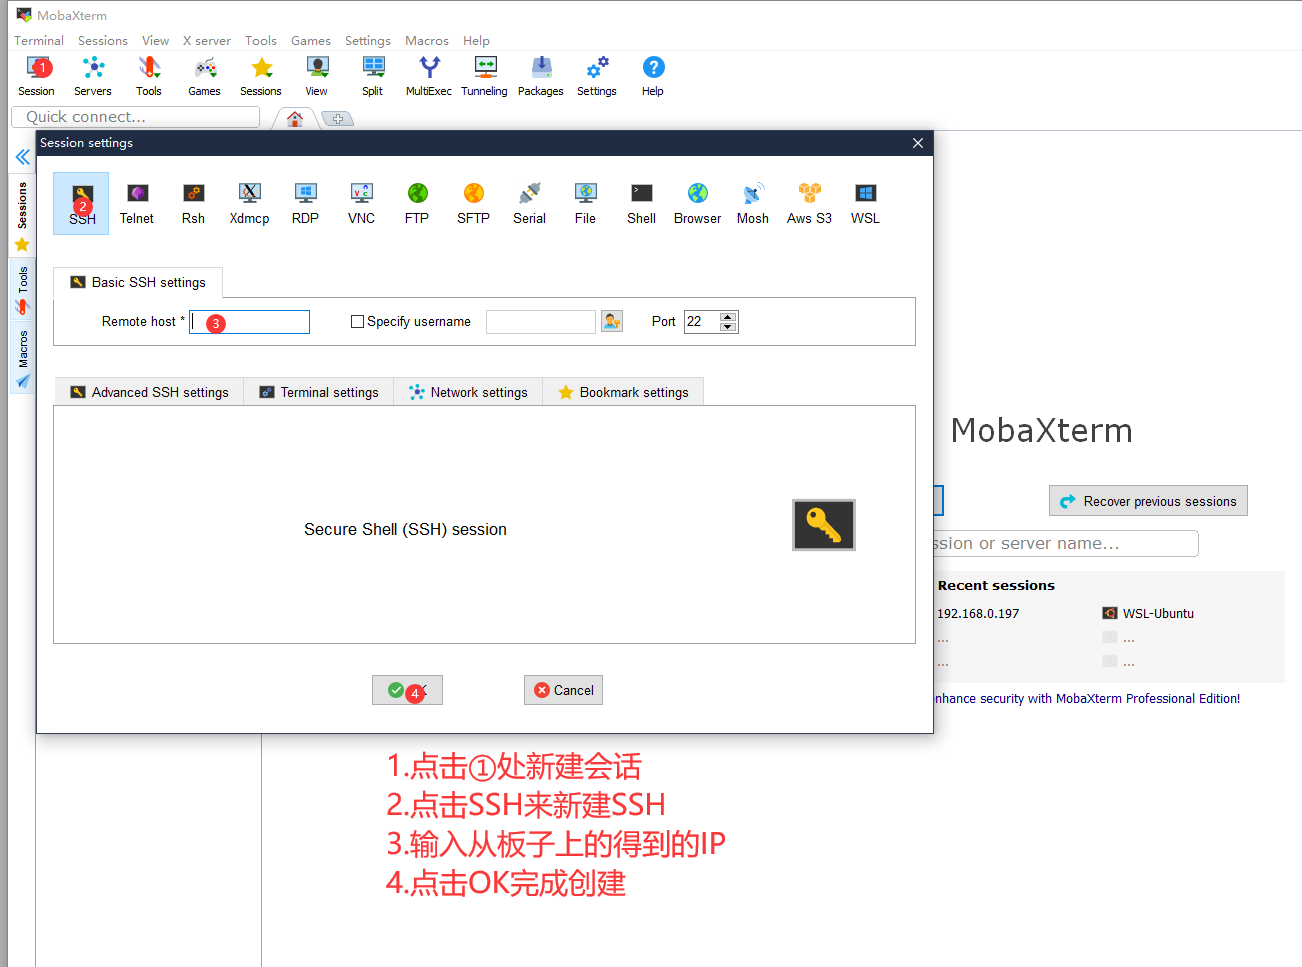 MobaXterm
Terminal Sessions View X server Tools Games Settings Macros Help
1
Session Servers Tools Games Sessions View Split MultiExec Tunneling Packages Settings Help
Quick connect...
Session settings
Sessions
Tools
Macros
2
SSH Telnet Rsh Xdmcp RDP VNC FTP SFTP Serial File Shell Browser Mosh Aws S3 WSL
Basic SSH settings
Remote host * 3 Specify username Port 22
Advanced SSH settings Terminal settings Network settings Bookmark settings
Secure Shell (SSH) session
4 Cancel
MobaXterm
Recover previous sessions
ssion or server name...
Recent sessions
192.168.0.197 WSL-Ubuntu
... ...
... ...
enhance security with MobaXterm Professional Edition!
1.点击①处新建会话
2.点击SSH来新建SSH
3.输入从板子上的得到的IP
4.点击OK完成创建